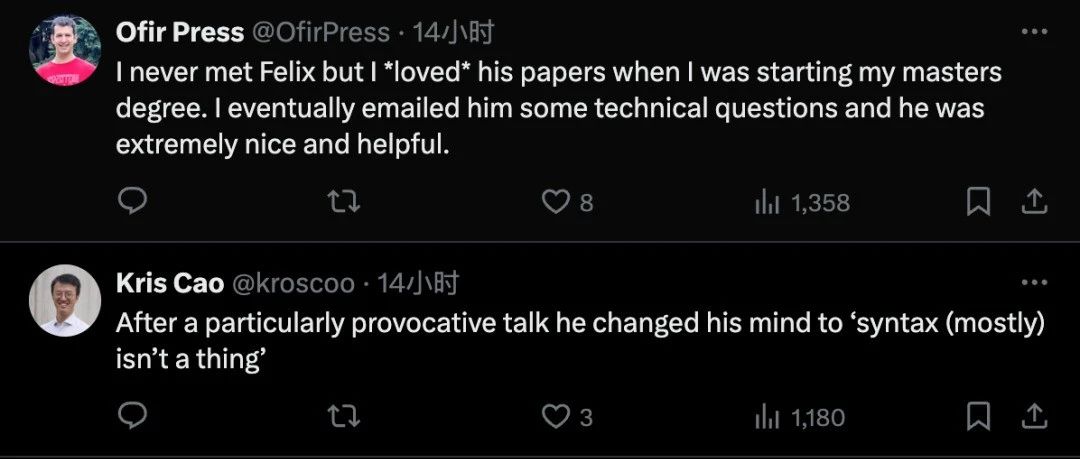 Ofir Press @OfirPress · 14小时
I never met Felix but I *loved* his papers when I was starting my masters
degree. I eventually emailed him some technical questions and he was
extremely nice and helpful.
8 1,358
Kris Cao @kroscoo · 14小时
After a particularly provocative talk he changed his mind to ‘syntax (mostly)
isn’t a thing’
3 1,180